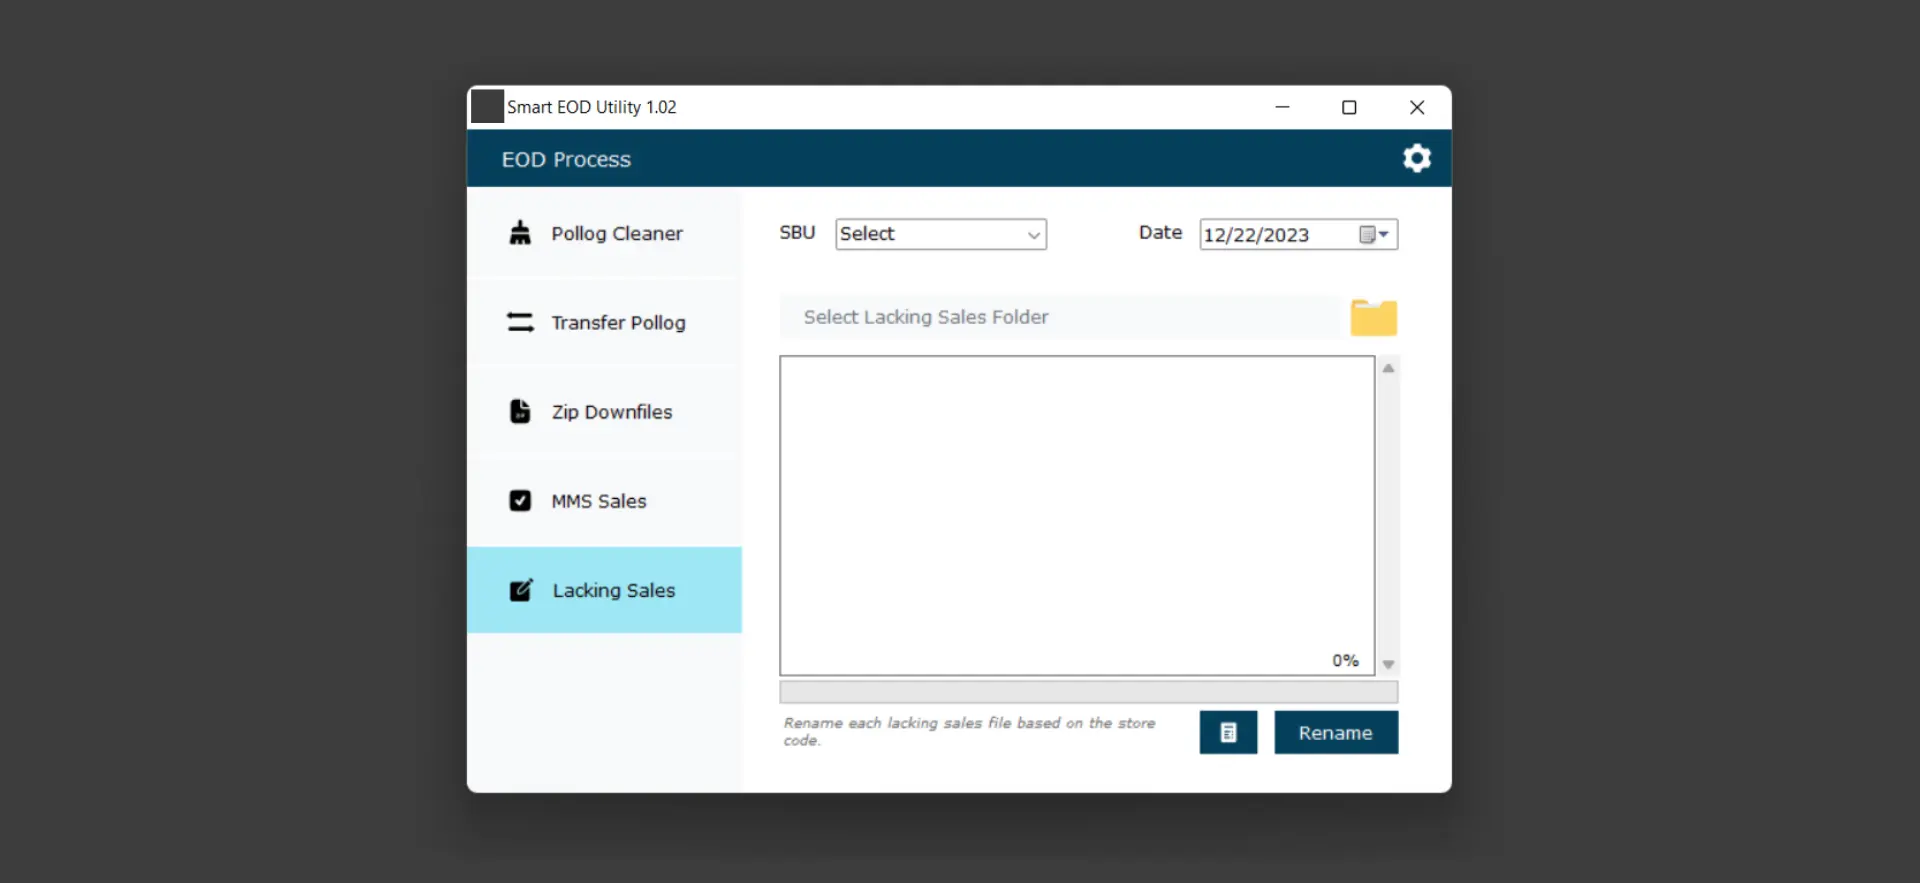 Smart EOD Utility 1.02
EOD Process
Pollog Cleaner
Transfer Pollog
Zip Downfiles
MMS Sales
Lacking Sales
SBU Select Date 12/22/2023
Select Lacking Sales Folder
0%
Rename each lacking sales file based on the store
code.
Rename